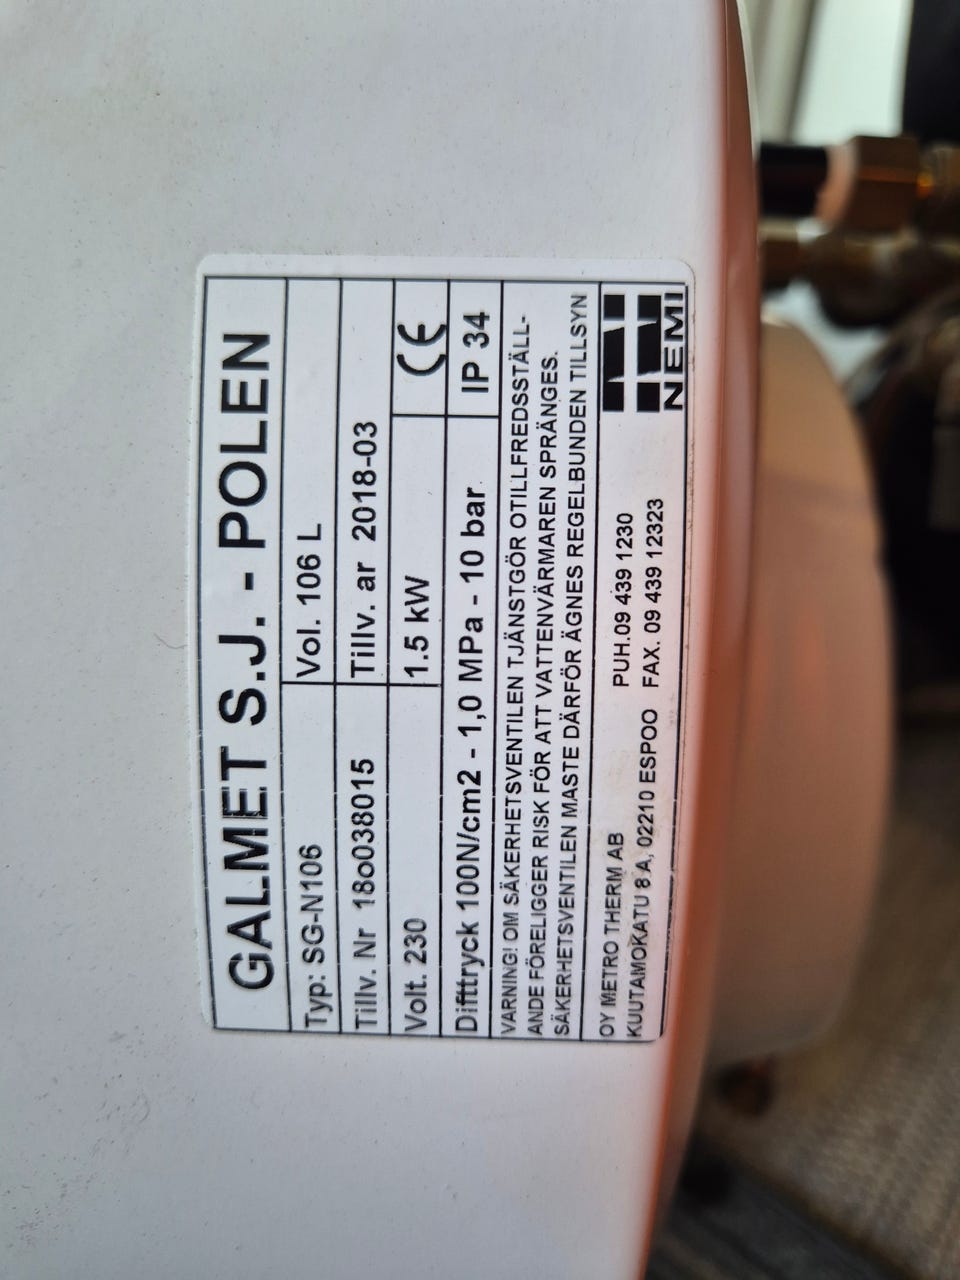 GALMET S.J. - POLEN
Typ: SG-N106 Vol. 106 L
Tillv. Nr 18o038015 Tillv. ar 2018-03
Volt. 230 1.5 kW CE
Difttryck 100N/cm2 - 1,0 MPa - 10 bar IP 34
VARNING! OM SÄKERHETSVENTILEN TJÄNSTGÖR OTILLFREDSSTÄLL-
ANDE FÖRELIGGER RISK FÖR ATT VATTENVÄRMAREN SPRÄNGES.
SÄKERHETSVENTILEN MASTE DÄRFÖR ÄGNES REGELBUNDEN TILLSYN
OY METRO THERM AB PUH.09 439 1230
KUUTAMOKATU 8 A, 02210 ESPOO FAX. 09 439 12323
NEMI